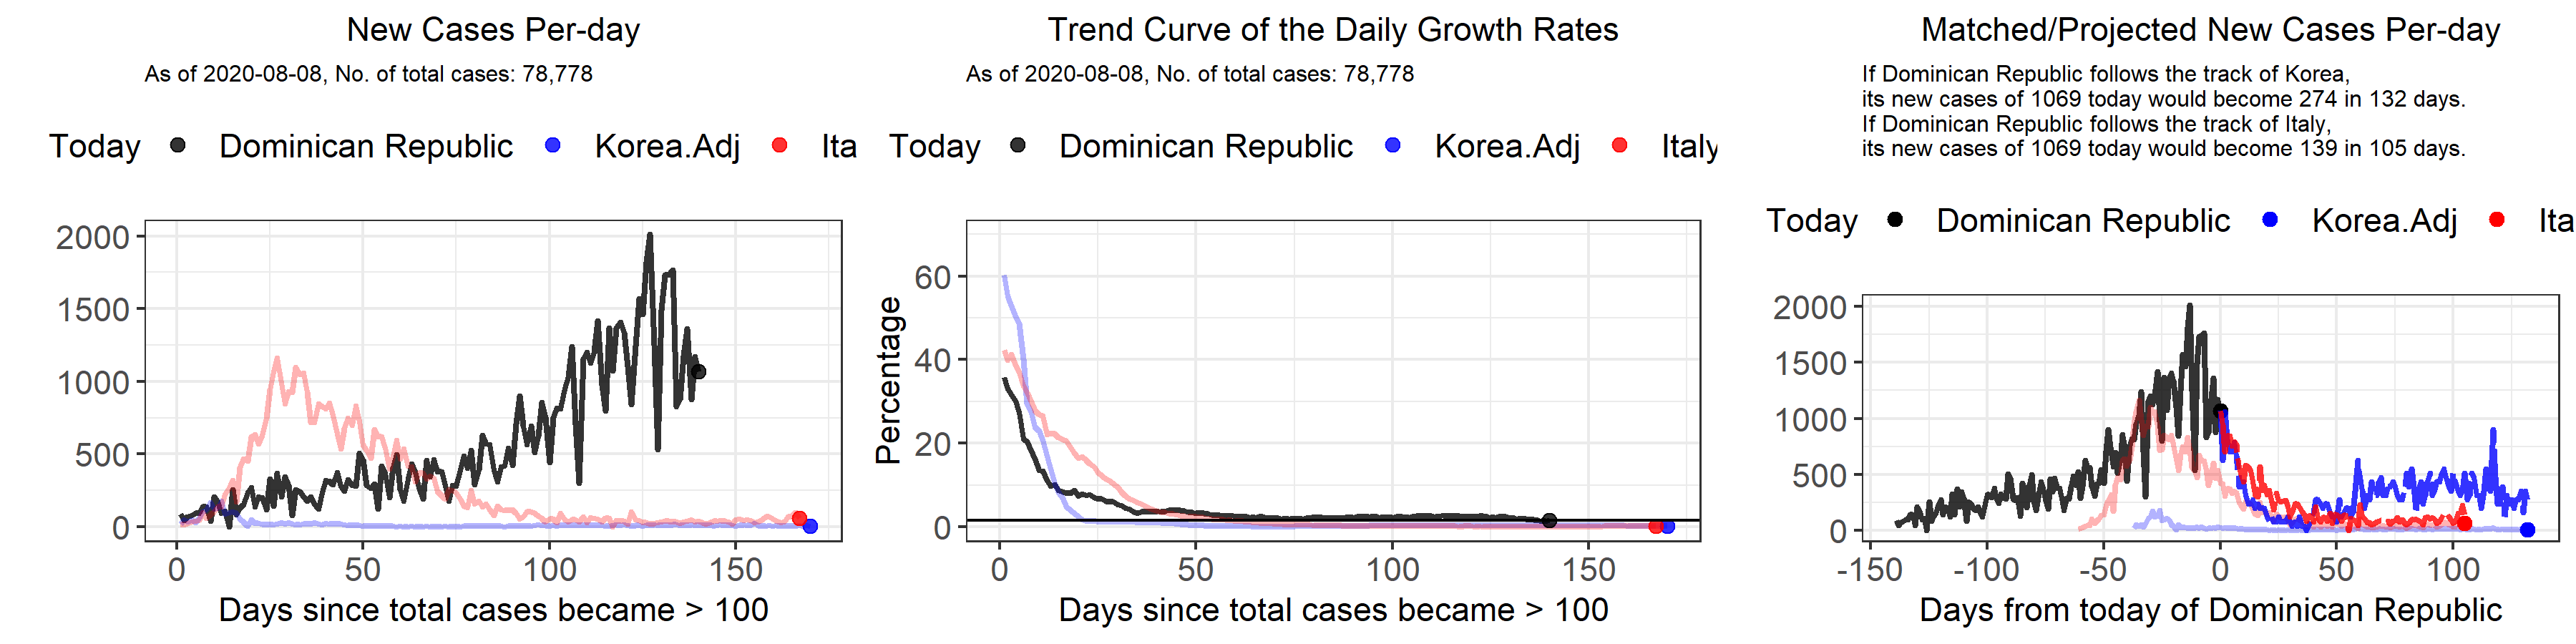 New Cases Per-day
As of 2020-08-08, No. of total cases: 78,778
Today Dominican Republic Korea.Adj Ita
2000
1500
1000
500
0
0 50 100 150
Days since total cases became > 100
Trend Curve of the Daily Growth Rates
As of 2020-08-08, No. of total cases: 78,778
Today Dominican Republic Korea.Adj Italy
Percentage
60
40
20
0
0 50 100 150
Days since total cases became > 100
Matched/Projected New Cases Per-day
If Dominican Republic follows the track of Korea,
its new cases of 1069 today would become 274 in 132 days.
If Dominican Republic follows the track of Italy,
its new cases of 1069 today would become 139 in 105 days.
Today Dominican Republic Korea.Adj Ita
2000
1500
1000
500
0
-150 -100 -50 0 50 100
Days from today of Dominican Republic